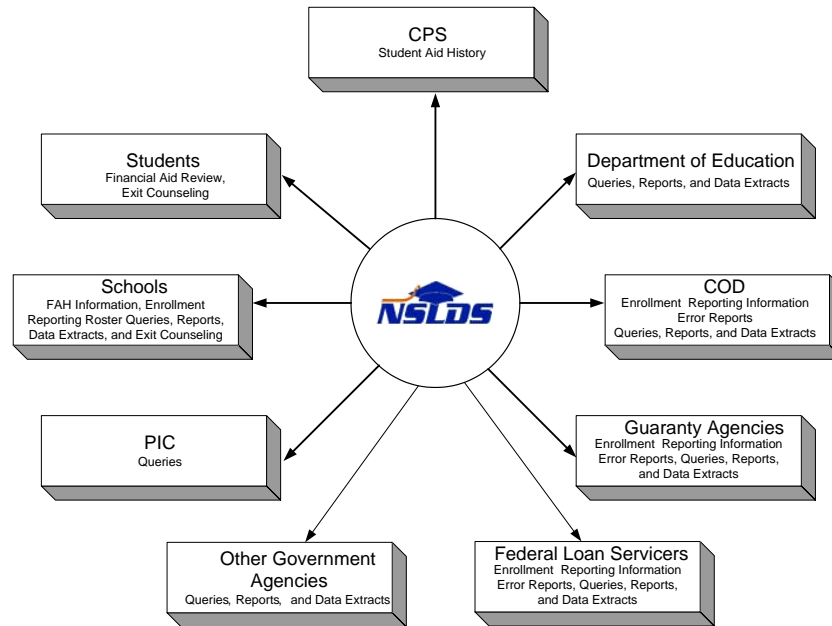 CPS
Student Aid History
Students
Financial Aid Review,
Exit Counseling
Department of Education
Queries, Reports, and Data Extracts
NSLDS
Schools
FAH Information, Enrollment
Reporting Roster Queries, Reports,
Data Extracts, and Exit Counseling
COD
Enrollment Reporting Information
Error Reports
Queries, Reports, and Data Extracts
PIC
Queries
Guaranty Agencies
Enrollment Reporting Information
Error Reports, Queries, Reports,
and Data Extracts
Other Government
Agencies
Queries, Reports, and Data Extracts
Federal Loan Servicers
Enrollment Reporting Information
Error Reports, Queries, Reports,
and Data Extracts